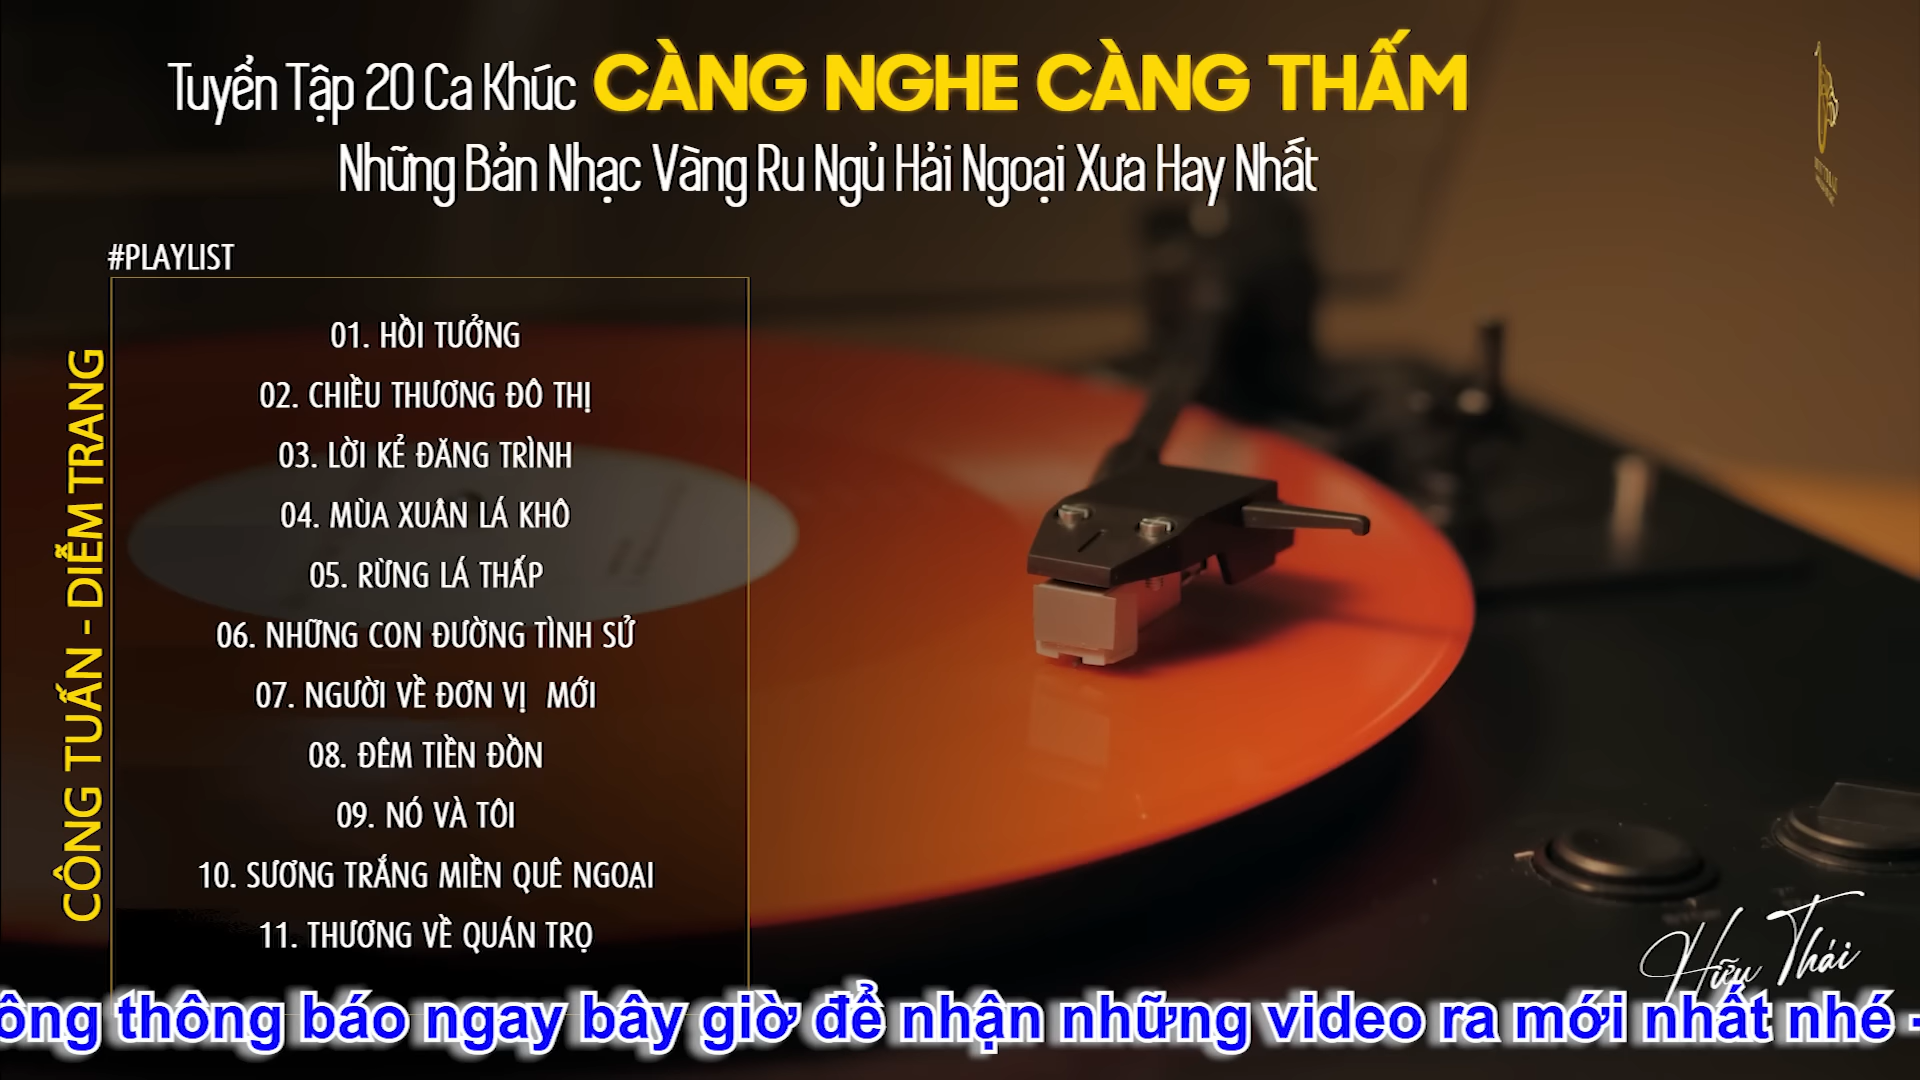 Tuyển Tập 20 Ca Khúc CÀNG NGHE CÀNG THẤM
Những Bản Nhạc Vàng Ru Ngủ Hải Ngoại Xưa Hay Nhất
#PLAYLIST
CÔNG TUẤN - DIỄM TRANG
01. HỒI TƯỞNG
02. CHIỀU THƯƠNG ĐÔ THỊ
03. LỜI KẺ ĐĂNG TRÌNH
04. MÙA XUÂN LÁ KHÔ
05. RỪNG LÁ THẤP
06. NHỮNG CON ĐƯỜNG TÌNH SỬ
07. NGƯỜI VỀ ĐƠN VỊ  MỚI
08. ĐÊM TIỀN ĐỒN
09. NÓ VÀ TÔI
10. SƯƠNG TRẮNG MIỀN QUÊ NGOẠI
11. THƯƠNG VỀ QUÁN TRỌ
Hữu Thái
ông thông báo ngay bây giờ để nhận những video ra mới nhất nhé -